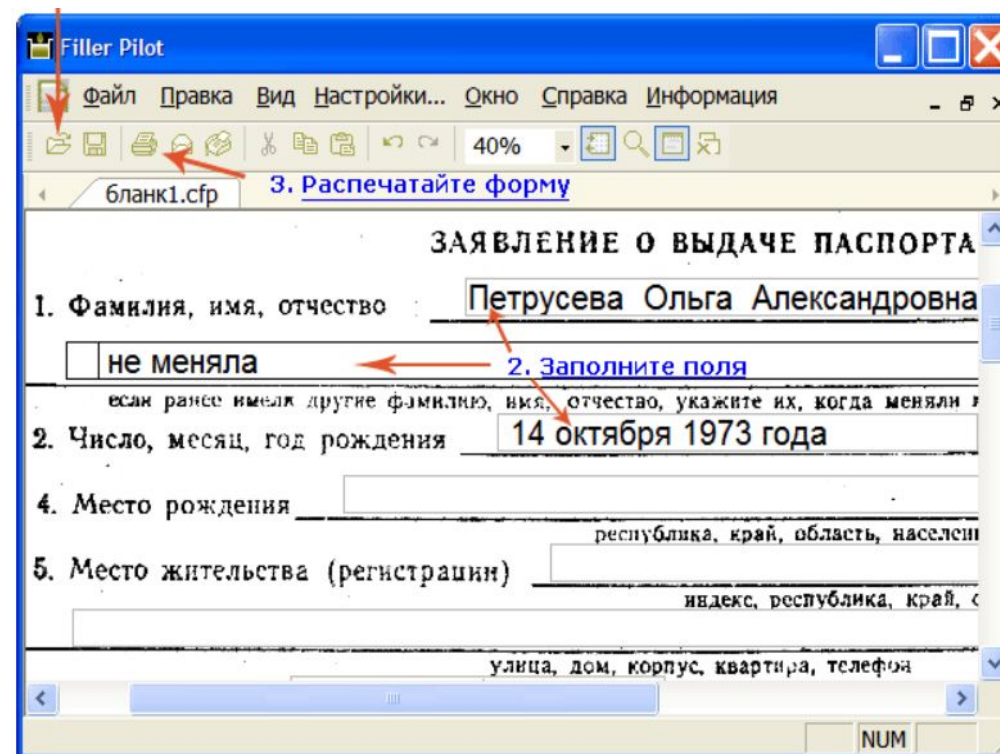 Filler Pilot
Файл Правка Вид Настройки... Окно Справка Информация
40%
3. Распечатайте форму
бланк1.cfp
ЗАЯВЛЕНИЕ О ВЫДАЧЕ ПАСПОРТА
1. Фамилия, имя, отчество Петрусева Ольга Александровна
не меняла
2. Заполните поля
если ранее имели другие фамилию, имя, отчество, укажите их, когда меняли
2. Число, месяц, год рождения 14 октября 1973 года
4. Место рождения
республика, край, область,
5. Место жительства (регистрации)
индекс, республика, край,
улица, дом, корпус, квартира, телефон
NUM